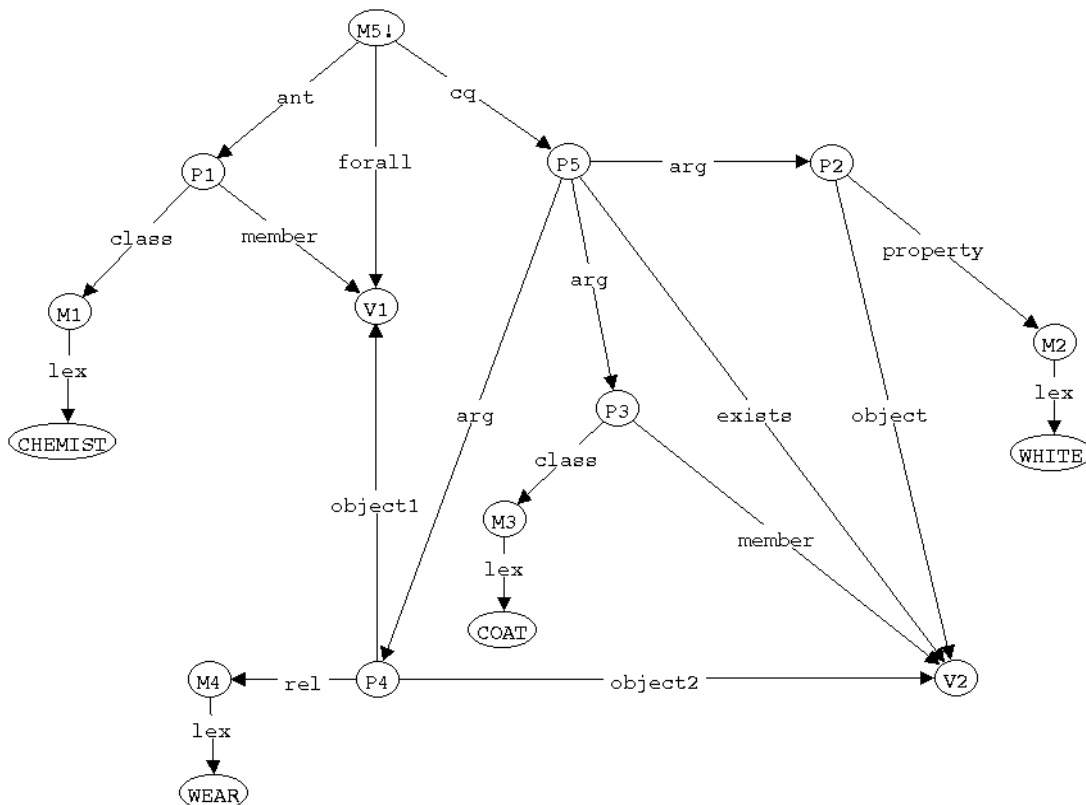 M5!
ant
cq
forall
P1
P5
arg
P2
class
member
arg
property
M1
V1
M2
lex
lex
CHEMIST
arg
P3
exists
object
WHITE
class
object1
M3
member
lex
COAT
M4
rel
P4
object2
V2
lex
WEAR